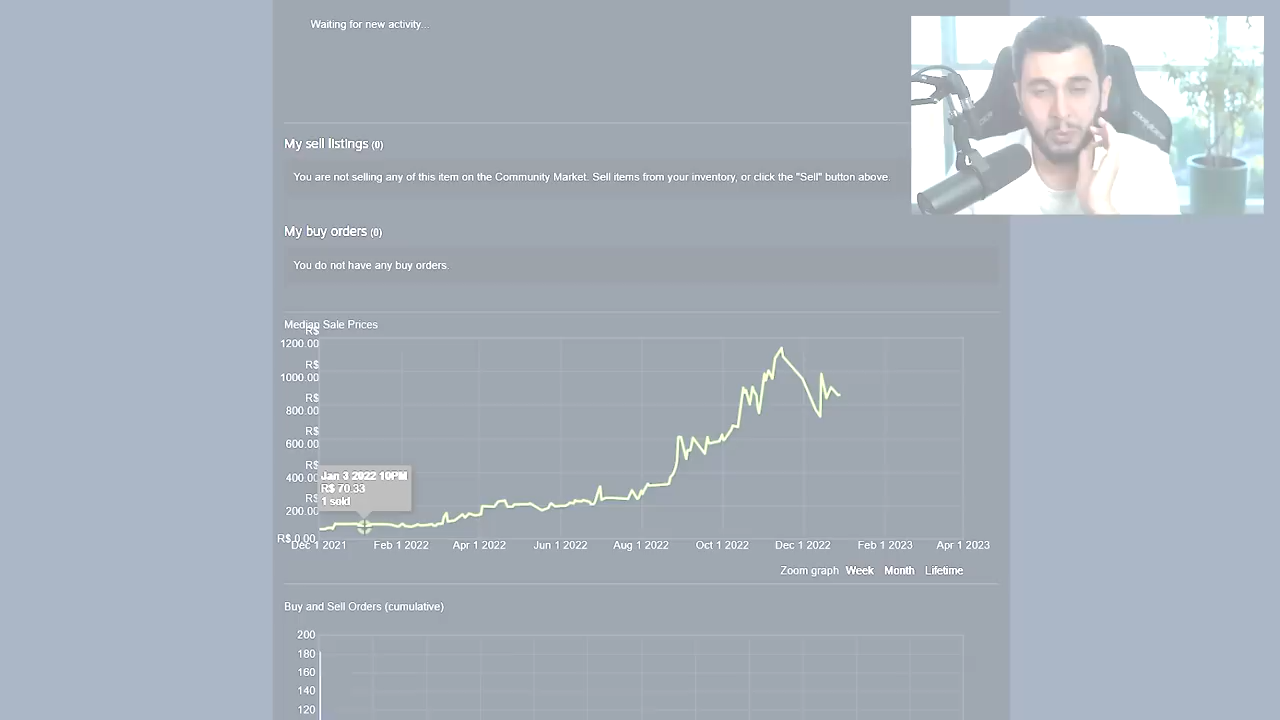 Waiting for new activity...
My sell listings (0)
You are not selling any of this item on the Community Market. Sell items from your inventory, or click the "Sell" button above.
My buy orders (0)
You do not have any buy orders.
Median Sale Prices
R$
1200.00
R$
1000.00
R$
800.00
R$
600.00
R$
400.00
R$
200.00
R$ 0.00
Jan 3 2022 10PM
R$ 70.33
1 sold
Dec 1 2021 Feb 1 2022 Apr 1 2022 Jun 1 2022 Aug 1 2022 Oct 1 2022 Dec 1 2022 Feb 1 2023 Apr 1 2023
Zoom graph Week Month Lifetime
Buy and Sell Orders (cumulative)
200
180
160
140
120